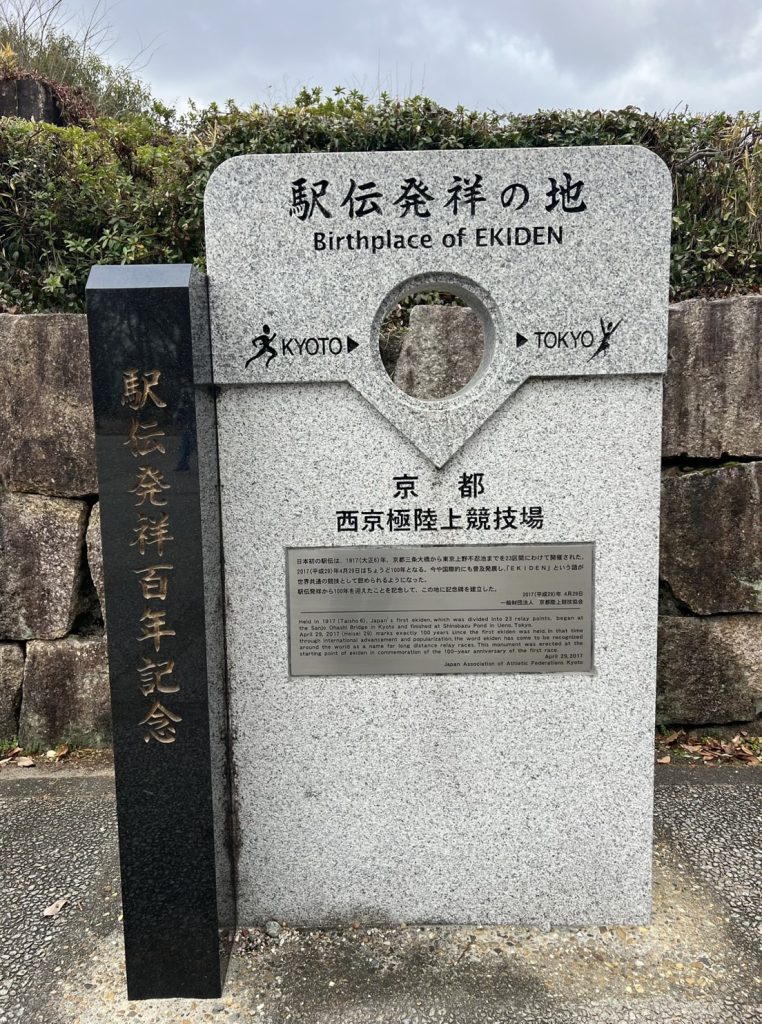 駅伝発祥の地
Birthplace of EKIDEN
KYOTO▶
▶TOKYO
駅伝発祥百年記念
京都
西京極陸上競技場
日本初の駅伝は、1917(大正6)年、京都三条大橋から東京上野不忍池までを23区間にわけて開催された。
2017(平成29)年4月29日はちょうど100年となる。今や国際的にも普及発展し、「EKIDEN」という語が
世界共通の競技として認められるようになった。
駅伝発祥から100年を迎えたことを記念して、この地に記念碑を建立した。
2017(平成29)年 4月29日
一般財団法人 京都陸上競技協会
Held in 1917 (Taisho 6), Japan's first ekiden, which was divided into 23 relay points, began at
the Sanjo Ohashi Bridge in Kyoto and finished at Shinobazu Pond in Ueno, Tokyo.
April 29, 2017 (Heisei 29) marks exactly 100 years since the first ekiden was held. In that time
through international advancement and popularization, the word ekiden has come to be recognized
around the world as a name for long distance relay races. This monument was erected at the
starting point of ekiden in commemoration of the 100-year anniversary of the first race.
April 29, 2017
Japan Association of Athletic Federations Kyoto